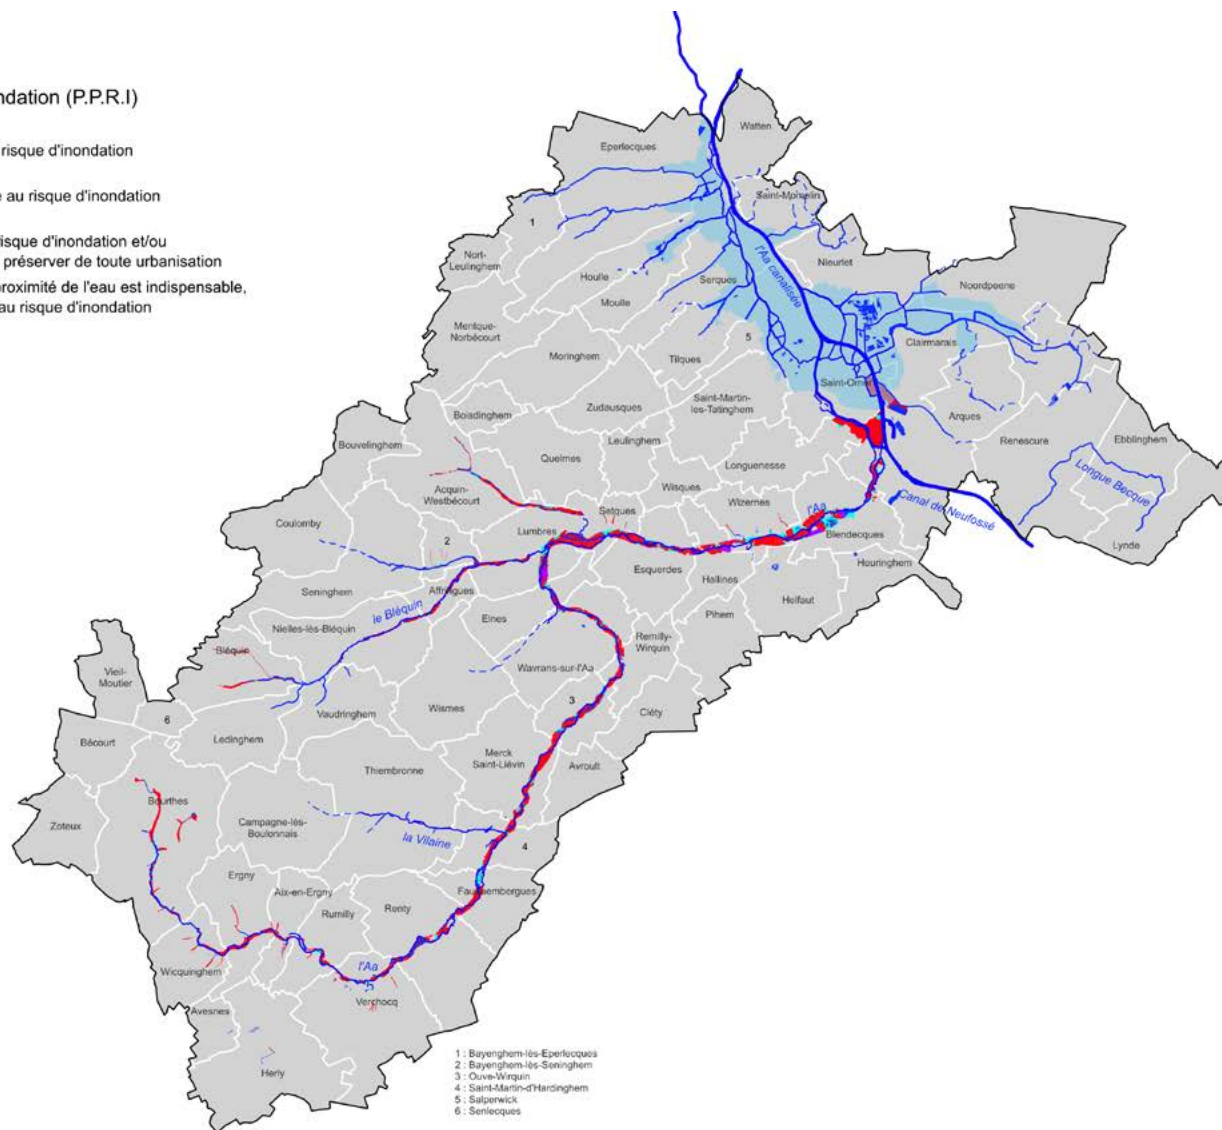 ndation (P.P.R.I)
risque d'inondation
e au risque d'inondation
risque d'inondation et/ou
préserver de toute urbanisation
roximité de l'eau est indispensable,
au risque d'inondation
Watten
Eperlecques
Saint-Momelin
1
l'Aa canalisée
Nieurlet
Nort-
Leulinghem
Houlle
Serques
Noordpeene
Moulle
Mentque-
Norbécourt
5
Clairmarais
Moringhem
Tilques
Saint-Omer
Saint-Martin-
les-Tatinghem
Zudausques
Boisdinghem
Arques
Leulinghem
Renescure
Ebblinghem
Bouvelinghem
Quelmes
Longuenesse
Longue Becque
Wisques
Acquin-
Westbécourt
Wizernes
Canal de Neufossé
Setques
l'Aa
Coulomby
Lumbres
Blendecques
2
Lynde
Heuringhem
Esquerdes
Hallines
Seninghem
Affringues
Helfaut
le Bléquin
Elnes
Pihem
Nielles-lès-Bléquin
Remilly-
Wirquin
Bléquin
Wavrans-sur-l'Aa
Vieil-
Moutier
3
Wismes
Cléty
Vaudringhem
6
Ledinghem
Bécourt
Merck
Saint-Liévin
Avroult
Thiembronne
Bourthes
Zoteux
Campagne-lès-
Boulonnais
la Vilaine
4
Ergny
Aix-en-Ergny
Fauquembergues
Renty
Rumilly
l'Aa
Wicquinghem
Verchocq
Avesnes
Herly
1 : Bayenghem-lès-Eperlecques
2 : Bayenghem-lès-Seninghem
3 : Ouve-Wirquin
4 : Saint-Martin-d'Hardinghem
5 : Salperwick
6 : Senlecques